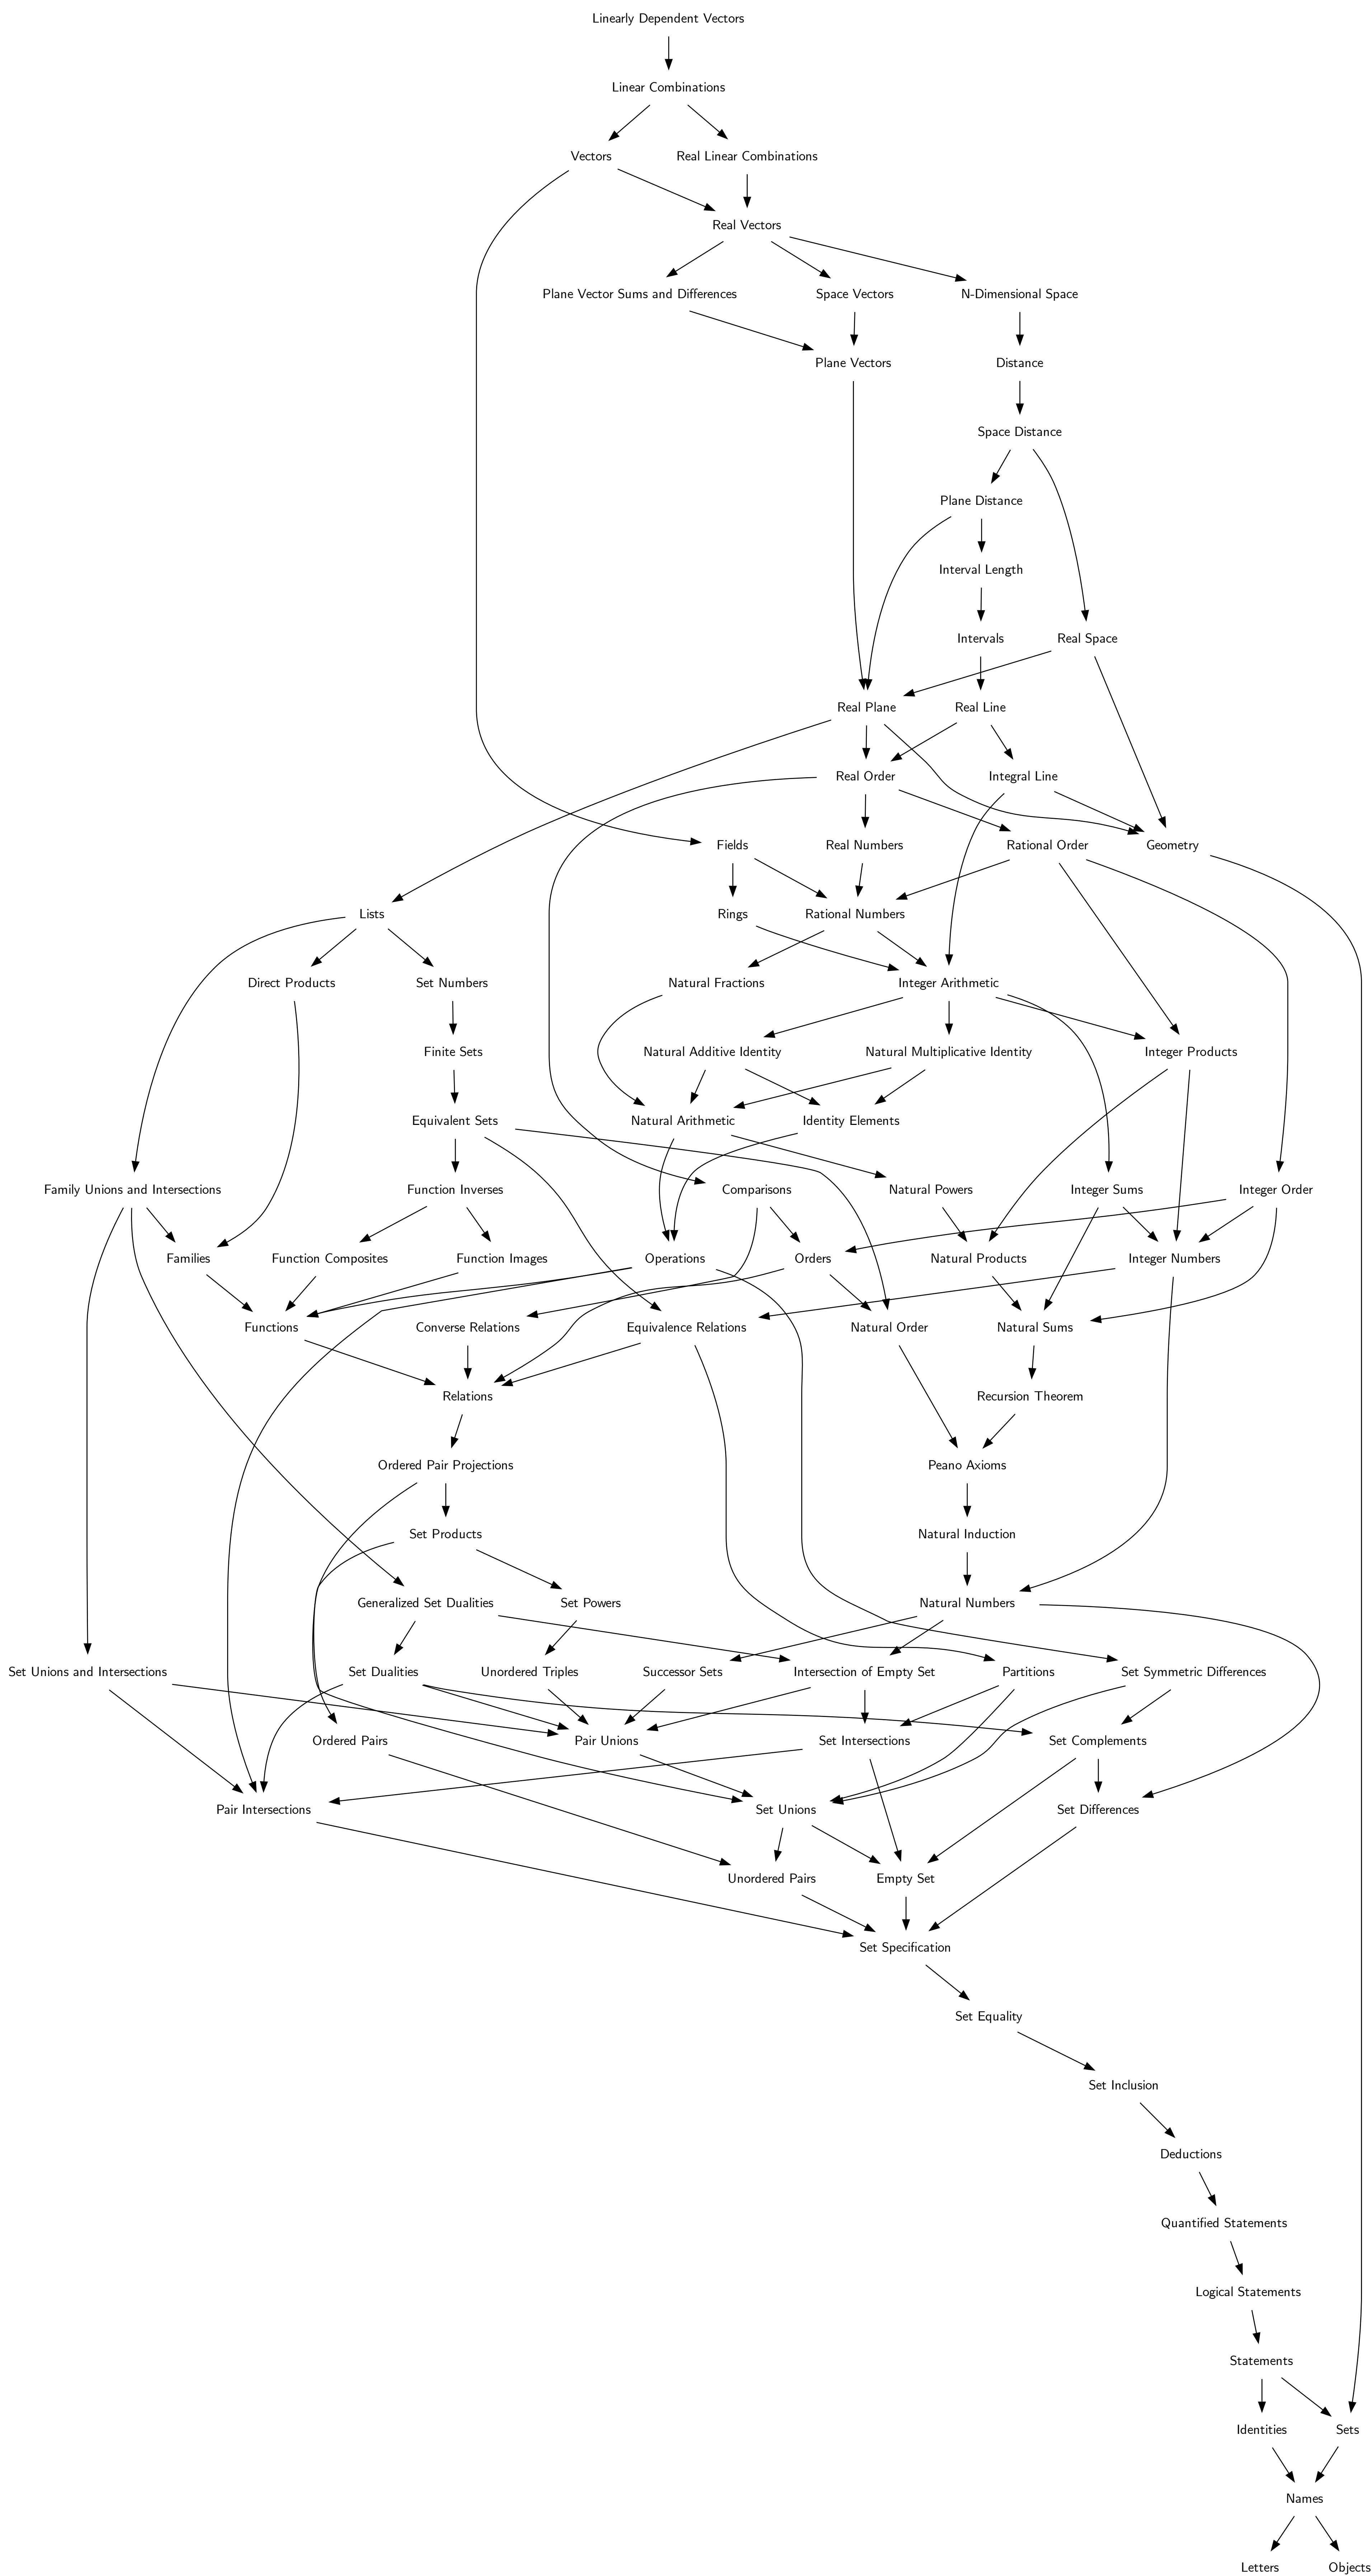 Linearly Dependent Vectors
Linear Combinations
Vectors
Real Linear Combinations
Real Vectors
Plane Vector Sums and Differences
Space Vectors
N-Dimensional Space
Plane Vectors
Distance
Space Distance
Plane Distance
Interval Length
Intervals
Real Space
Real Plane
Real Line
Real Order
Integral Line
Fields
Real Numbers
Rational Order
Geometry
Lists
Rings
Rational Numbers
Direct Products
Set Numbers
Natural Fractions
Integer Arithmetic
Finite Sets
Natural Additive Identity
Natural Multiplicative Identity
Integer Products
Equivalent Sets
Natural Arithmetic
Identity Elements
Family Unions and Intersections
Function Inverses
Comparisons
Natural Powers
Integer Sums
Integer Order
Families
Function Composites
Function Images
Operations
Orders
Natural Products
Integer Numbers
Functions
Converse Relations
Equivalence Relations
Natural Order
Natural Sums
Relations
Recursion Theorem
Ordered Pair Projections
Peano Axioms
Set Products
Natural Induction
Generalized Set Dualities
Set Powers
Natural Numbers
Set Unions and Intersections
Set Dualities
Unordered Triples
Successor Sets
Intersection of Empty Set
Partitions
Set Symmetric Differences
Ordered Pairs
Pair Unions
Set Intersections
Set Complements
Pair Intersections
Set Unions
Set Differences
Unordered Pairs
Empty Set
Set Specification
Set Equality
Set Inclusion
Deductions
Quantified Statements
Logical Statements
Statements
Identities
Sets
Names
Letters
Objects